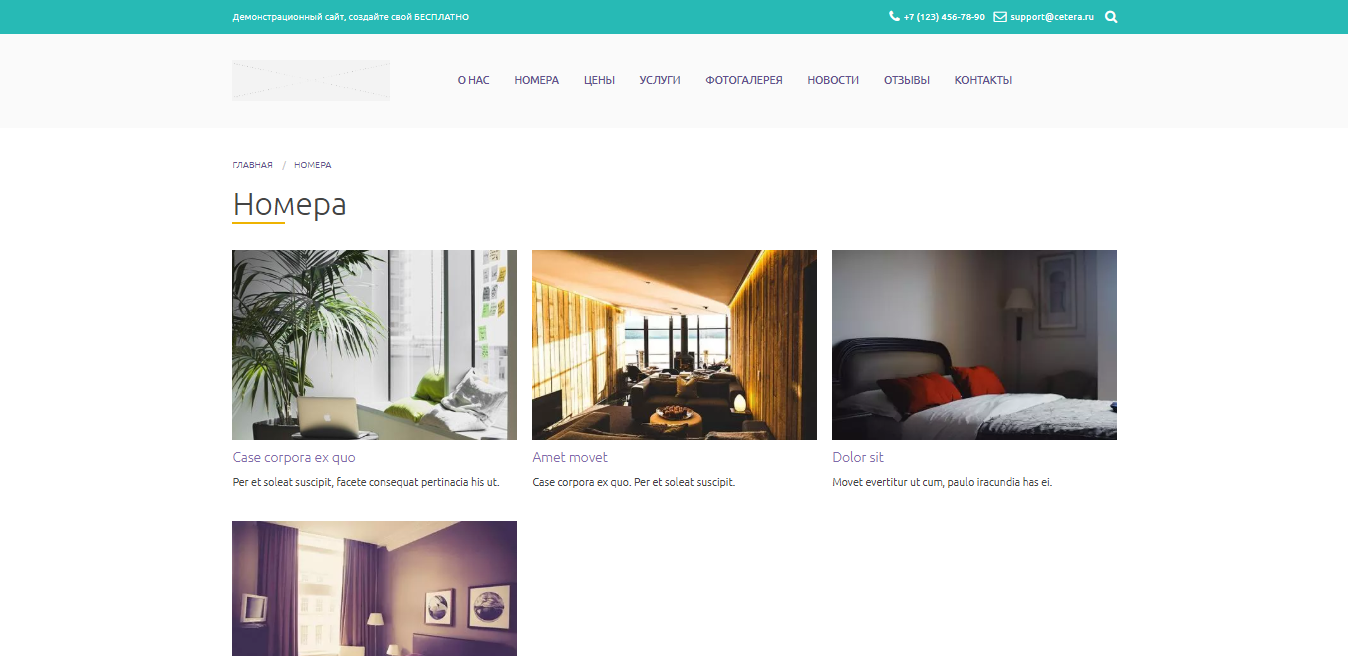 Демонстрационный сайт, создайте свой БЕСПЛАТНО +7 (123) 456-78-90 support@cetera.ru
О НАС НОМЕРА ЦЕНЫ УСЛУГИ ФОТОГАЛЕРЕЯ НОВОСТИ ОТЗЫВЫ КОНТАКТЫ
ГЛАВНАЯ / НОМЕРА
Номера
Case corpora ex quo
Per et soleat suscipit, facete consequat pertinacia his ut.
Amet movet
Case corpora ex quo. Per et soleat suscipit.
Dolor sit
Movet evertitur ut cum, paulo iracundia has ei.